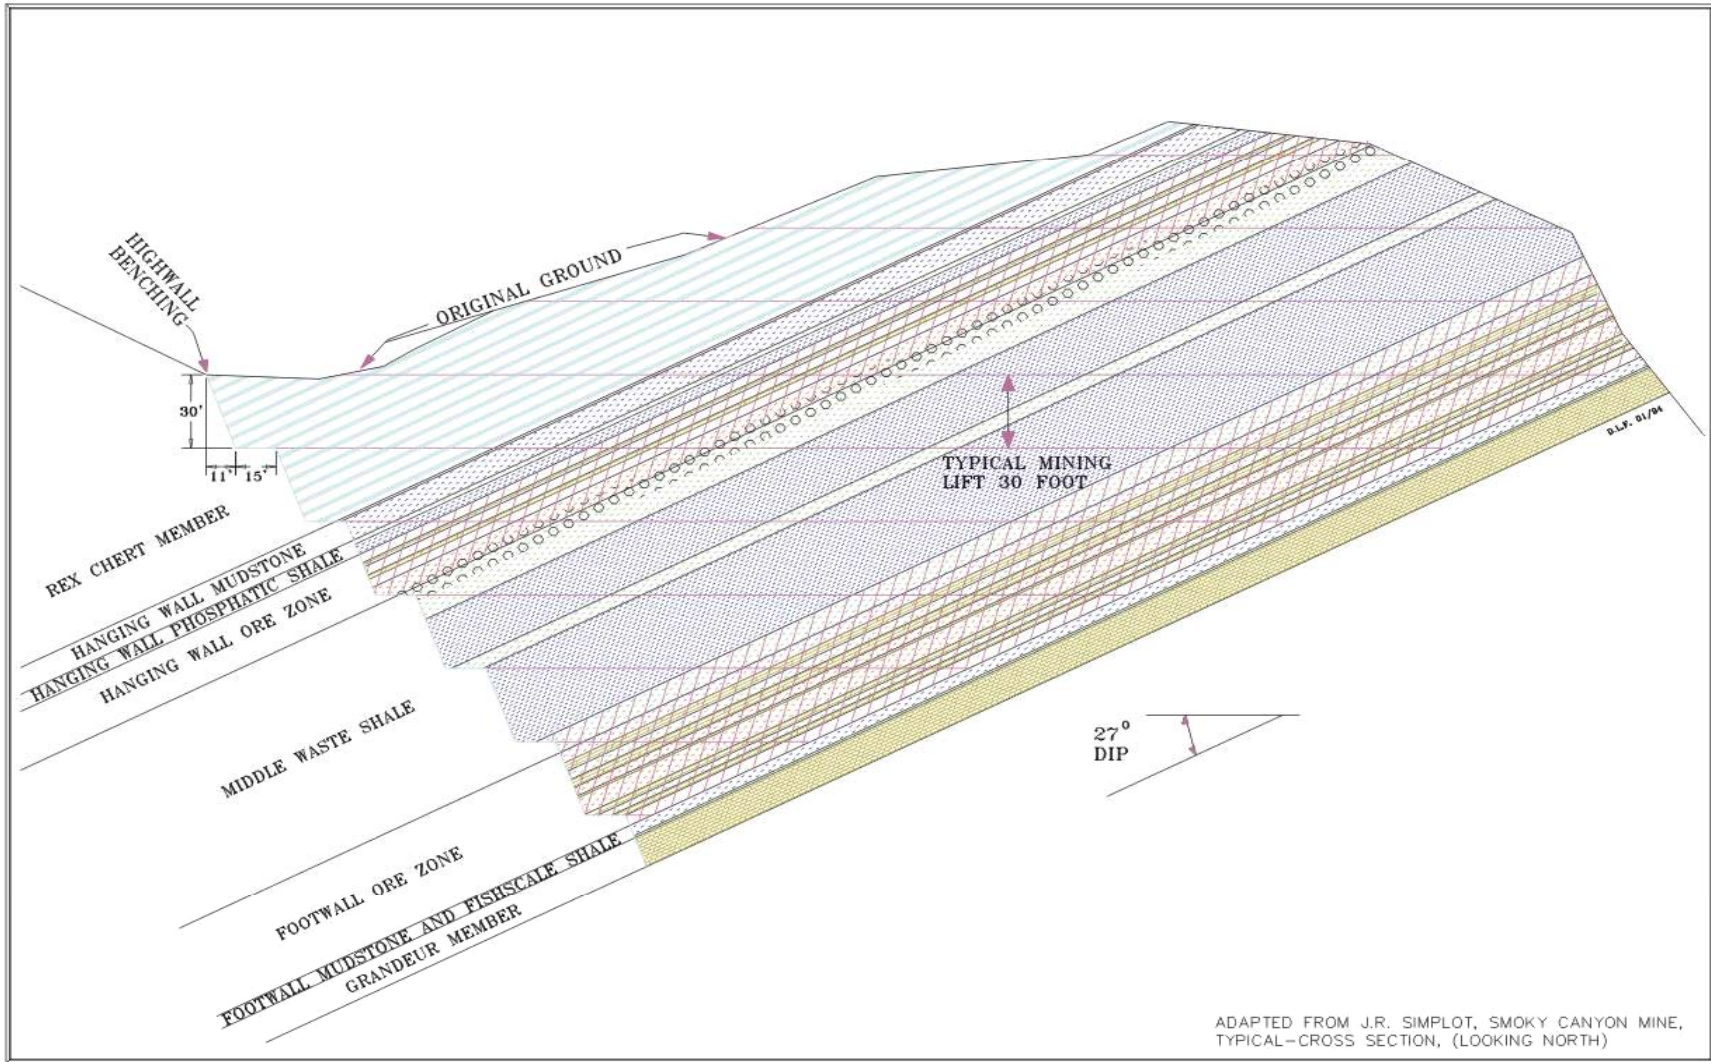 HIGHWALL
BENCHING
ORIGINAL GROUND
30'
11'
15'
TYPICAL MINING
LIFT 30 FOOT
D.L.F. 01/94
REX CHERT MEMBER
HANGING WALL MUDSTONE
HANGING WALL PHOSPHATIC SHALE
HANGING WALL ORE ZONE
MIDDLE WASTE SHALE
27°
DIP
FOOTWALL ORE ZONE
FOOTWALL MUDSTONE AND FISHSCALE SHALE
GRANDEUR MEMBER
ADAPTED FROM J.R. SIMPLOT, SMOKY CANYON MINE,
TYPICAL-CROSS SECTION, (LOOKING NORTH)